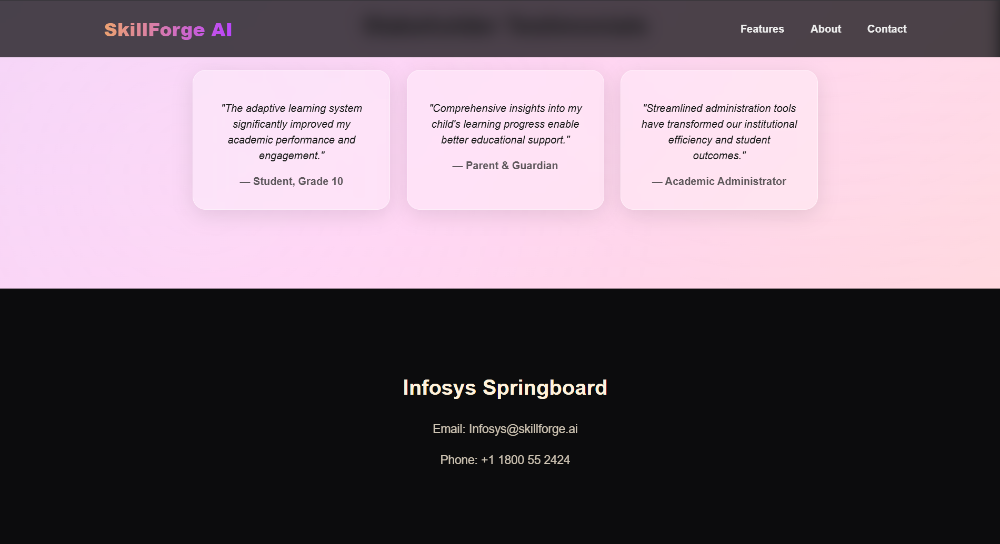 SkillForge AI
Features
About
Contact
"The adaptive learning system
significantly improved my
academic performance and
engagement."
— Student, Grade 10
"Comprehensive insights into my
child's learning progress enable
better educational support."
— Parent & Guardian
"Streamlined administration tools
have transformed our institutional
efficiency and student
outcomes."
— Academic Administrator
Infosys Springboard
Email: Infosys@skillforge.ai
Phone: +1 1800 55 2424